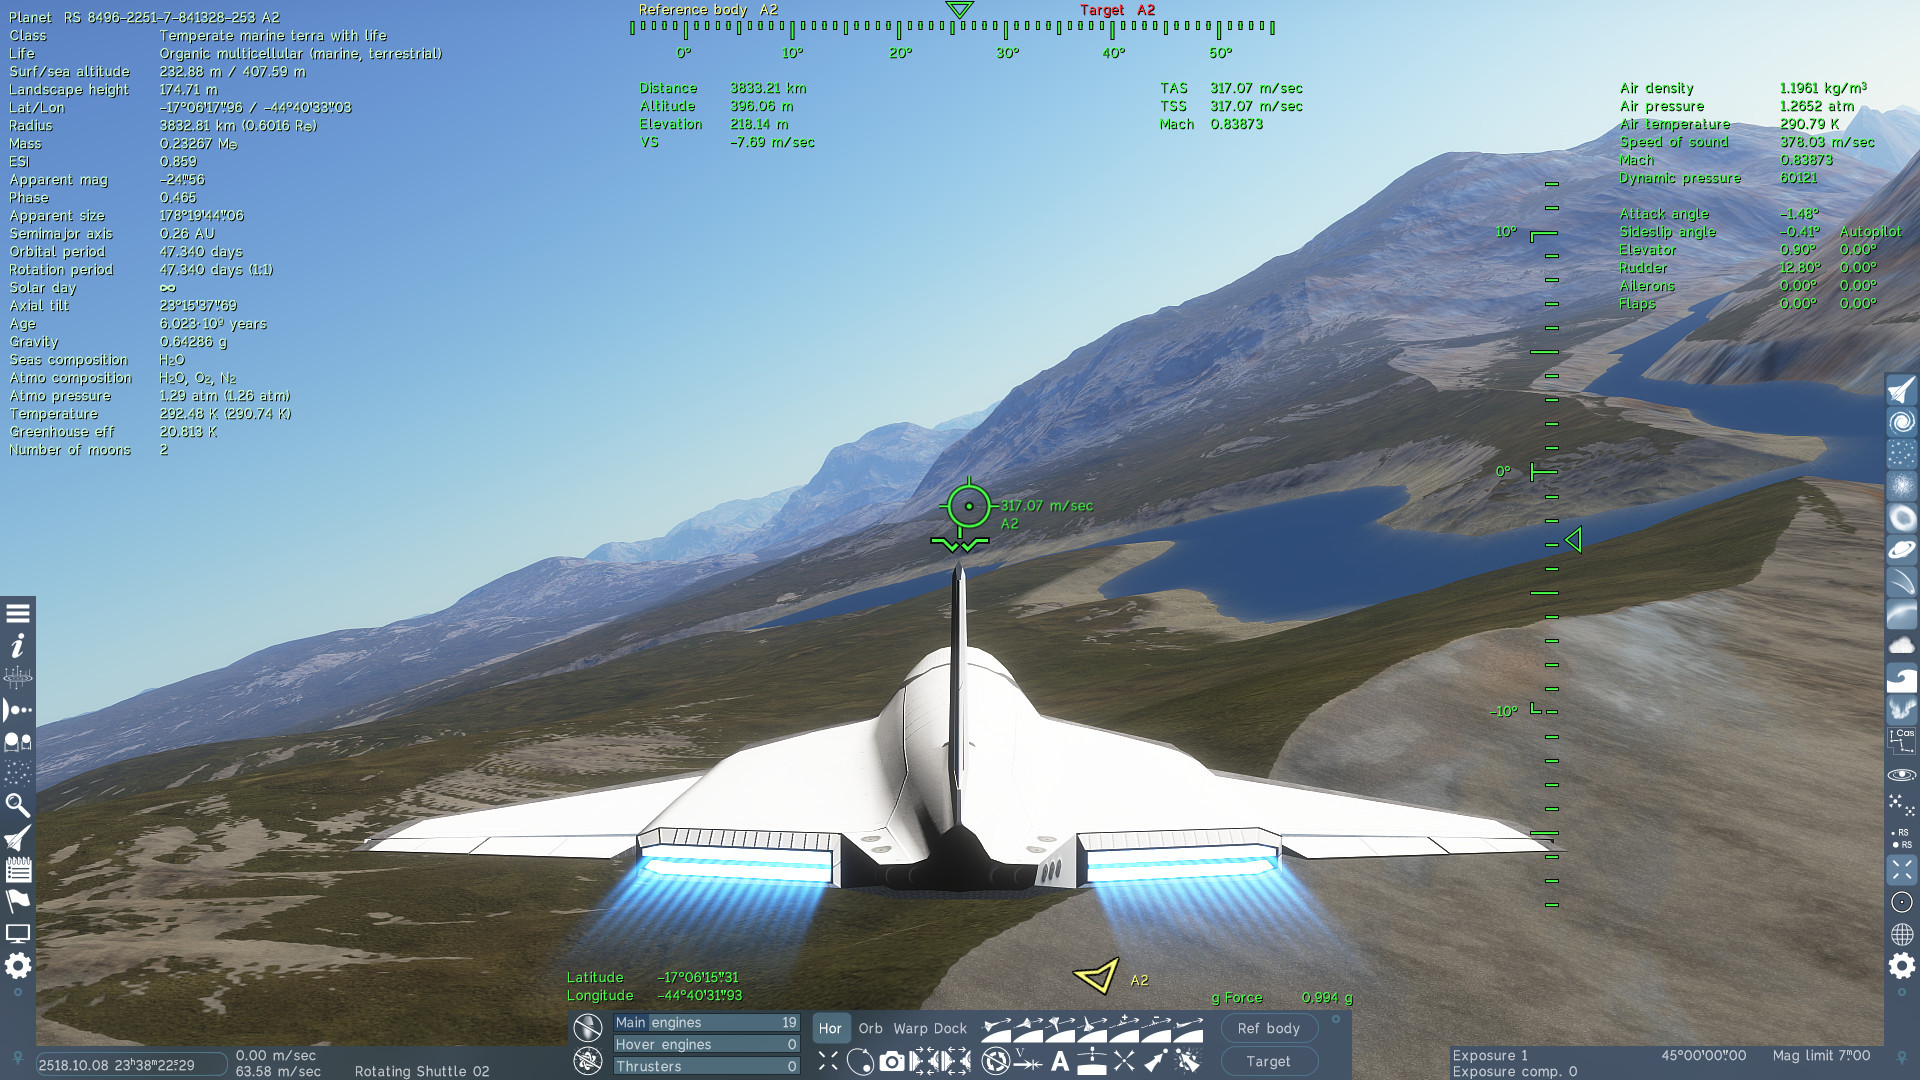 Planet RS 8496-2251-7-841328-253 A2
Class Temperate marine terra with life
Life Organic multicellular (marine, terrestrial)
Surf/sea altitude 232.88 m / 407.59 m
Landscape height 174.71 m
Lat/Lon -17°06'17"96 / -44°40'33"03
Radius 3832.81 km (0.6016 R⊕)
Mass 0.23267 M⊕
ESI 0.859
Apparent mag -24ᵐ56
Phase 0.465
Apparent size 178°19'44"06
Semimajor axis 0.26 AU
Orbital period 47.340 days
Rotation period 47.340 days (1:1)
Solar day ∞
Axial tilt 23°15'37"69
Age 6.023·10⁹ years
Gravity 0.64286 g
Seas composition H₂O
Atmo composition H₂O, O₂, N₂
Atmo pressure 1.29 atm (1.26 atm)
Temperature 292.48 K (290.74 K)
Greenhouse eff 20.813 K
Number of moons 2
Reference body A2
Target A2
0° 10° 20° 30° 40° 50°
Distance 3833.21 km
Altitude 396.06 m
Elevation 218.14 m
VS -7.69 m/sec
TAS 317.07 m/sec
TSS 317.07 m/sec
Mach 0.83873
Air density 1.1961 kg/m³
Air pressure 1.2652 atm
Air temperature 290.79 K
Speed of sound 378.03 m/sec
Mach 0.83873
Dynamic pressure 60121
Attack angle -1.48°
Sideslip angle -0.41° Autopilot
Elevator 0.90° 0.00°
Rudder 12.80° 0.00°
Ailerons 0.00° 0.00°
Flaps 0.00° 0.00°
10°
0°
-10°
317.07 m/sec
A2
Cas
RS
RS
A2
Latitude -17°06'15"31
Longitude -44°40'31"93
g Force 0.994 g
Main engines 19
Hover engines 0
Thrusters 0
Hor Orb Warp Dock
Ref body
Target
V
A
2518.10.08 23ʰ38ᵐ22ˢ29
0.00 m/sec
63.58 m/sec
Rotating Shuttle 02
Exposure 1
Exposure comp. 0
45°00'00"00
Mag limit 7ᵐ00